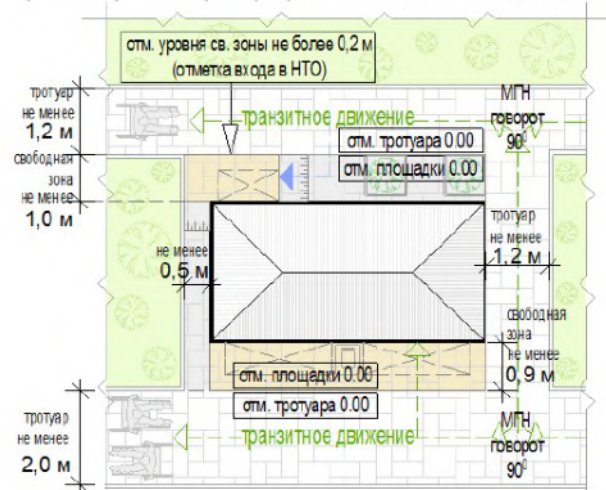 отм. уровня св. зоны не более 0,2 м
(отметка входа в НТО)
тротуар
не менее
1,2 м
транзитное движение
МГН
поворот
90⁰
отм. тротуара 0.00
отм. площадки 0.00
свободная
зона
не менее
1,0 м
не менее
0,5 м
тротуар
не менее
1,2 м
свободная
зона
не менее
0,9 м
отм. площадки 0.00
отм. тротуара 0.00
тротуар
не менее
2,0 м
транзитное движение
МГН
поворот
90⁰